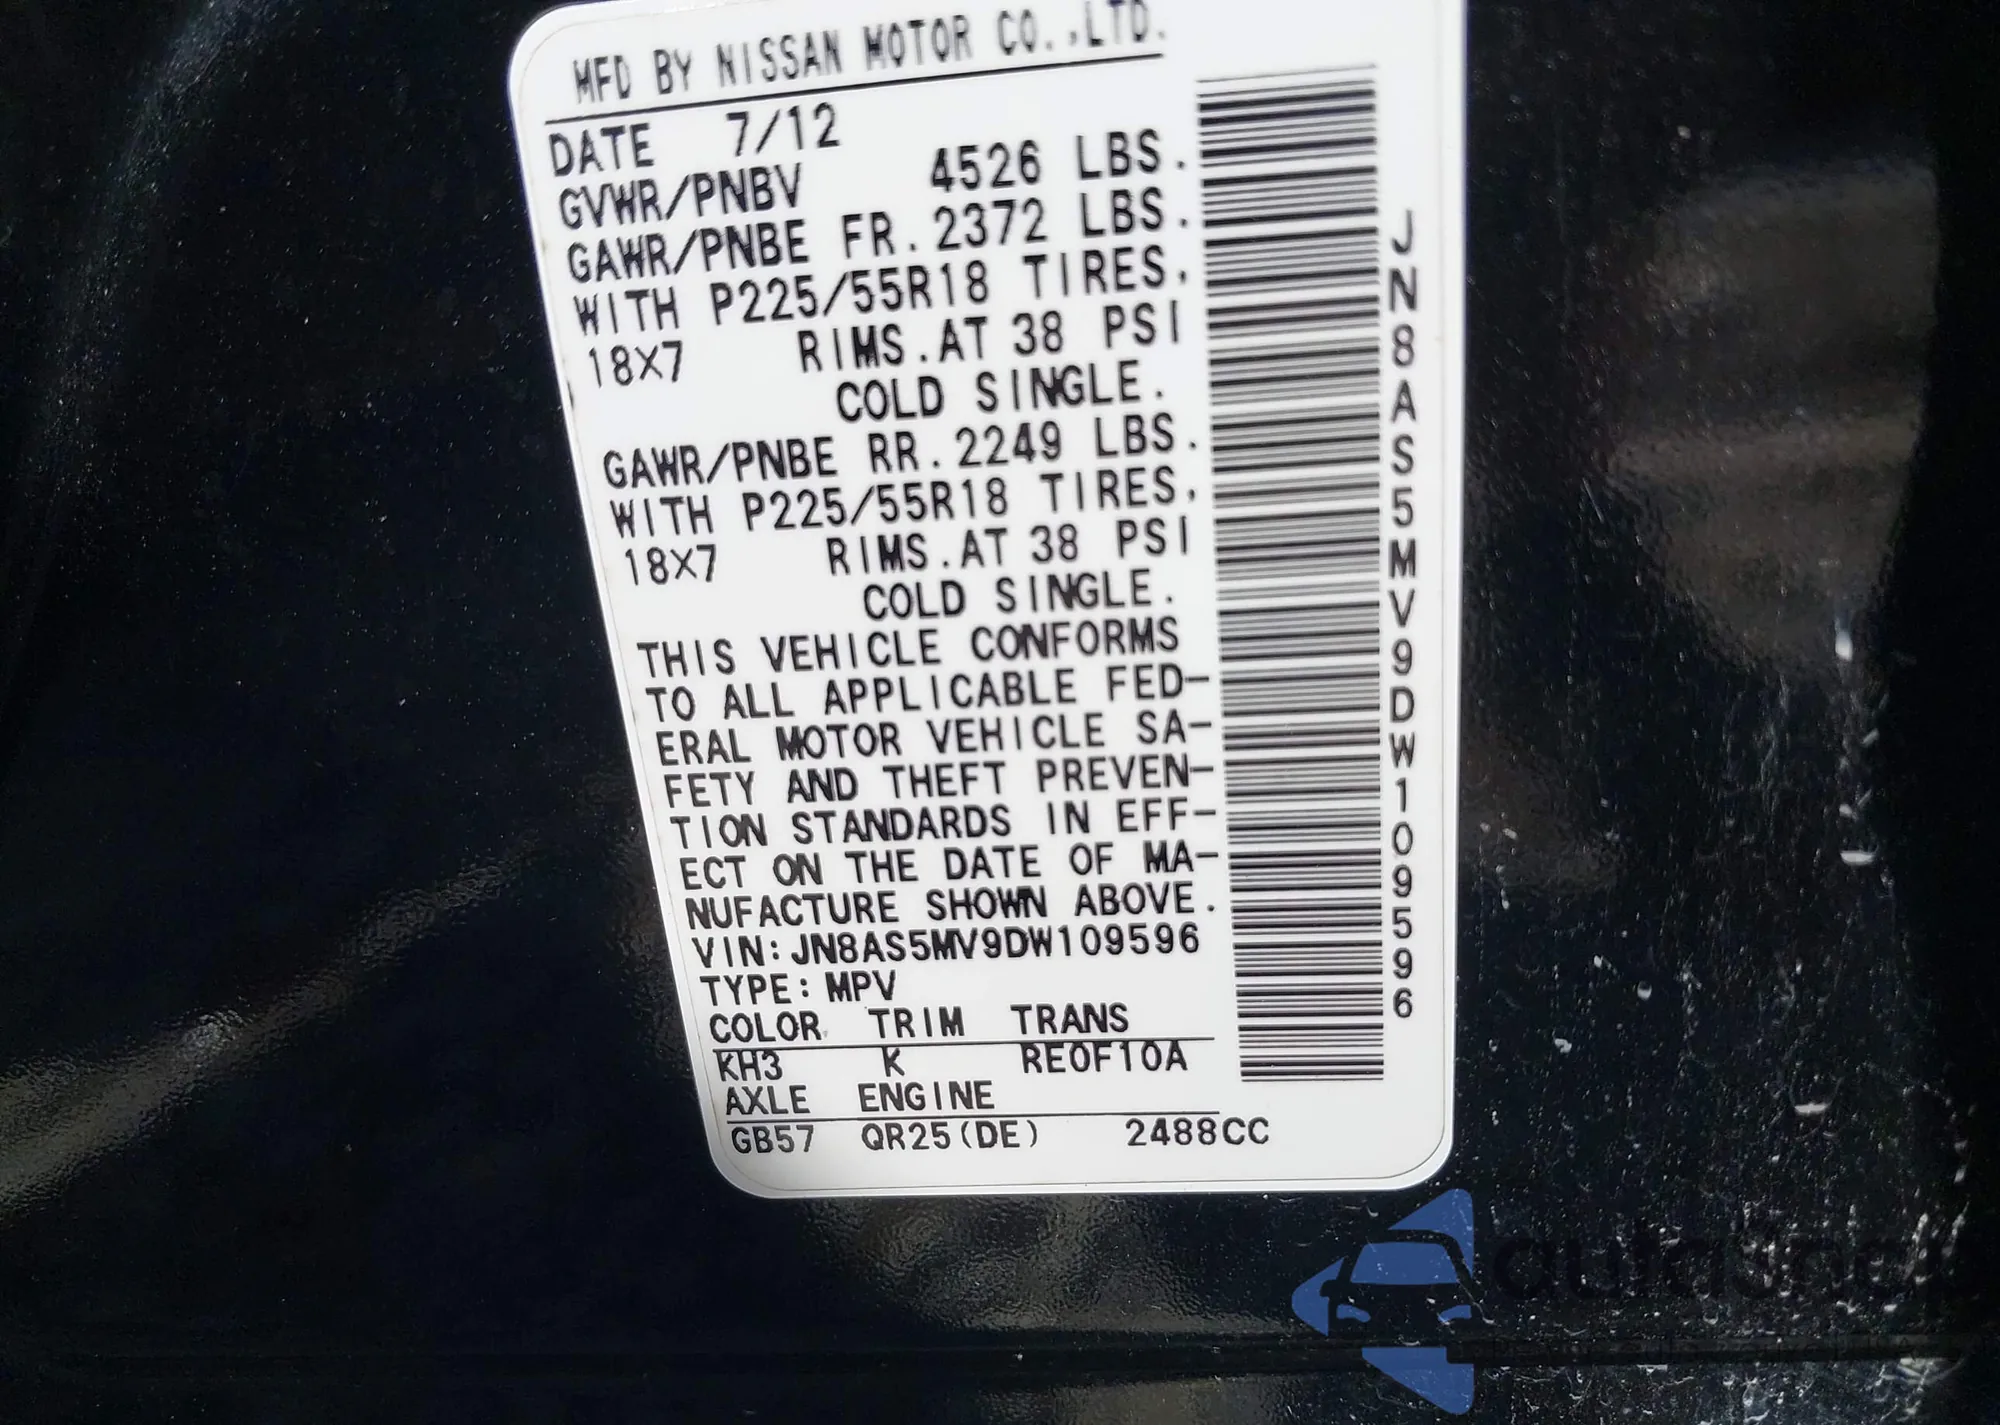 MFD BY NISSAN MOTOR CO.,LTD.
DATE 7/12
GVWR/PNBV 4526 LBS.
GAWR/PNBE FR.2372 LBS.
WITH P225/55R18 TIRES,
18X7 RIMS.AT 38 PSI
COLD SINGLE.
GAWR/PNBE RR.2249 LBS.
WITH P225/55R18 TIRES,
18X7 RIMS.AT 38 PSI
COLD SINGLE.
THIS VEHICLE CONFORMS
TO ALL APPLICABLE FED-
ERAL MOTOR VEHICLE SA-
FETY AND THEFT PREVEN-
TION STANDARDS IN EFF-
ECT ON THE DATE OF MA-
NUFACTURE SHOWN ABOVE.
VIN:JN8AS5MV9DW109596
TYPE:MPV
COLOR TRIM TRANS
KH3 K RE0F10A
AXLE ENGINE
GB57 QR25(DE) 2488CC
JN8AS5MV9DW109596
autaSnap